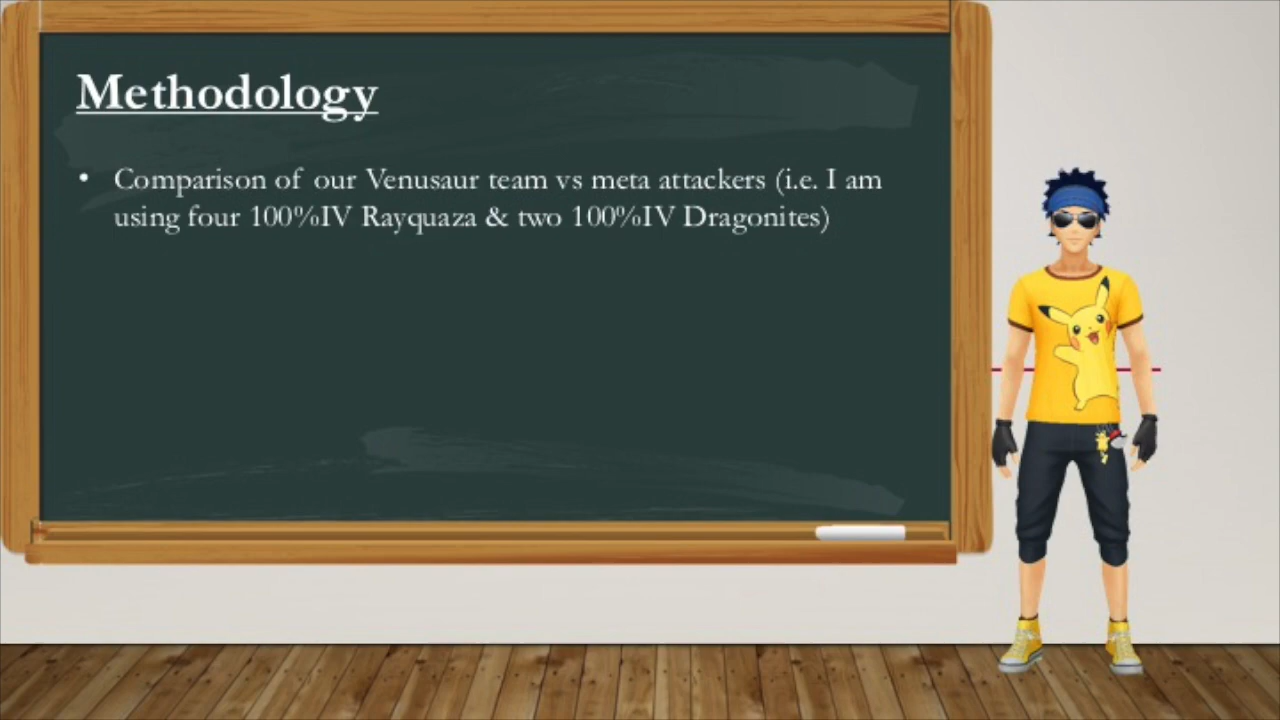 Methodology
• Comparison of our Venusaur team vs meta attackers (i.e. I am
using four 100%IV Rayquaza & two 100%IV Dragonites)